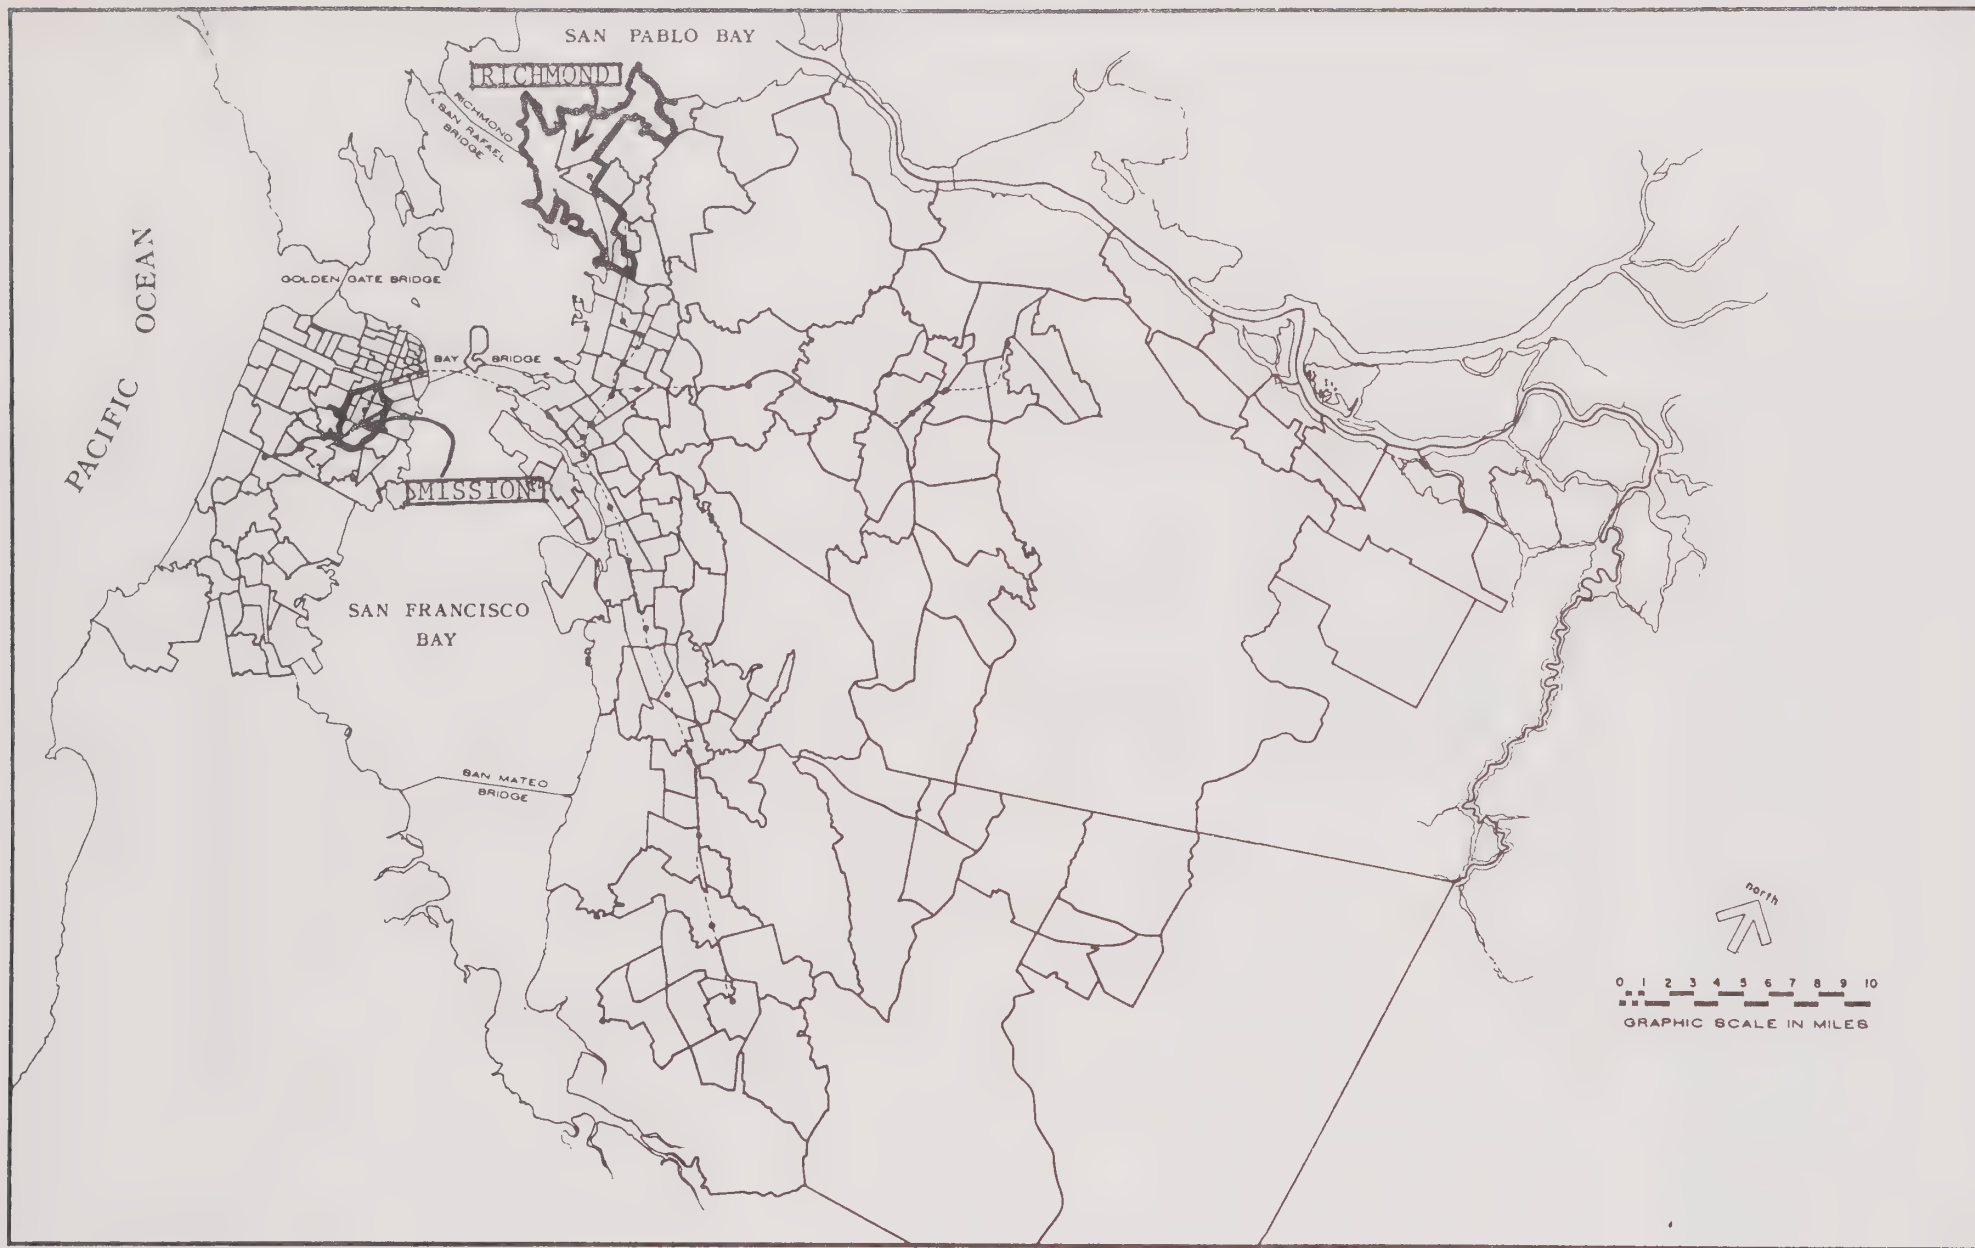 SAN PABLO BAY
RICHMOND
RICHMOND
SAN RAFAEL
BRIDGE
PACIFIC OCEAN
GOLDEN GATE BRIDGE
BAY BRIDGE
MISSION
SAN FRANCISCO
BAY
SAN MATEO
BRIDGE
north
0 1 2 3 4 5 6 7 8 9 10
GRAPHIC SCALE IN MILES